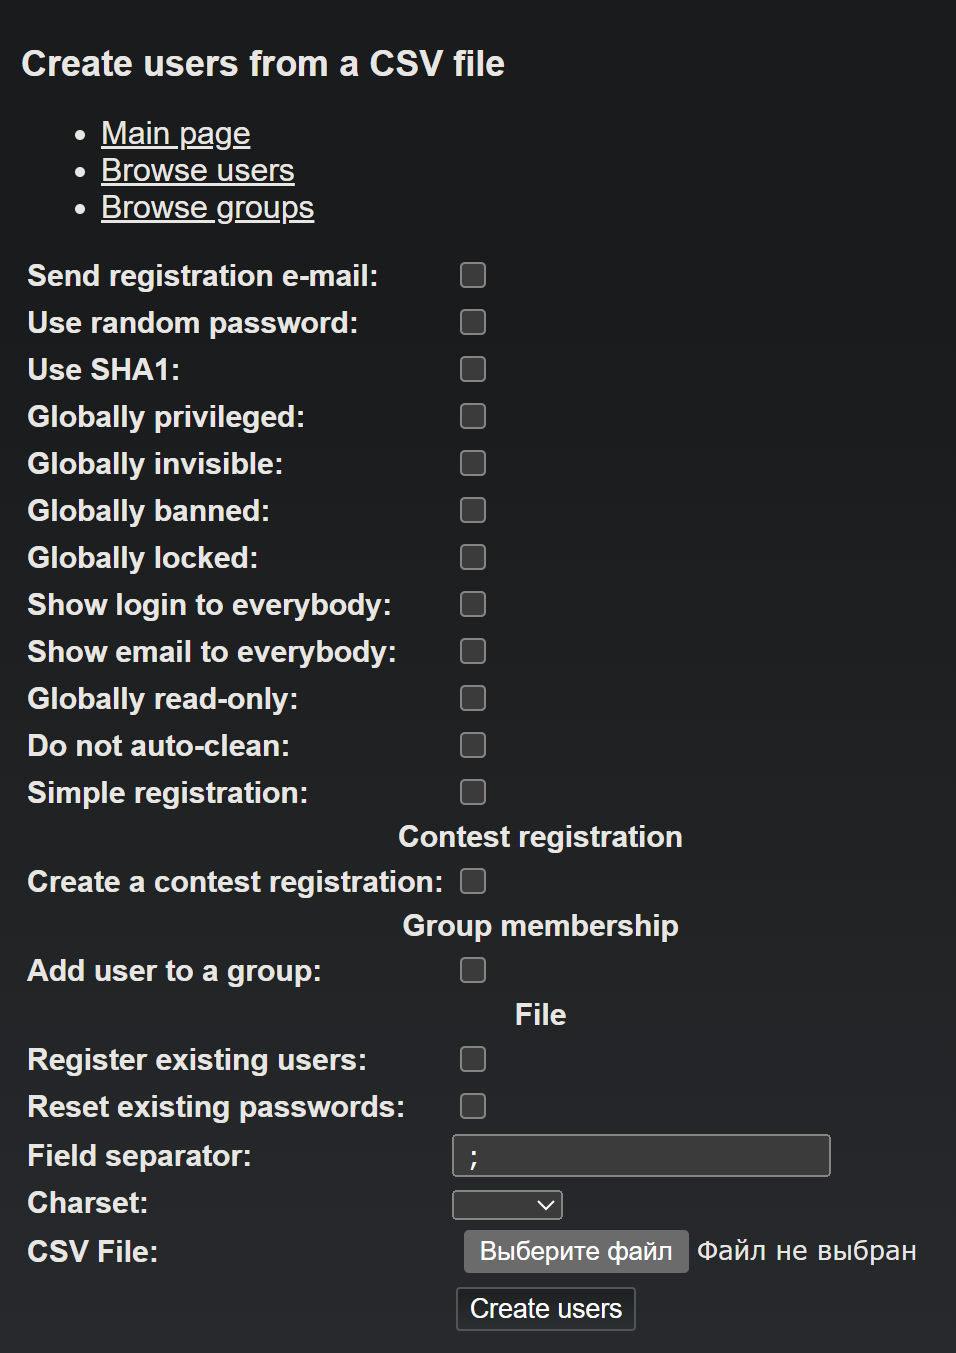 Create users from a CSV file
Main page
Browse users
Browse groups
Send registration e-mail:
Use random password:
Use SHA1:
Globally privileged:
Globally invisible:
Globally banned:
Globally locked:
Show login to everybody:
Show email to everybody:
Globally read-only:
Do not auto-clean:
Simple registration:
Contest registration
Create a contest registration:
Group membership
Add user to a group:
File
Register existing users:
Reset existing passwords:
Field separator: ;
Charset:
CSV File: Выберите файл Файл не выбран
Create users